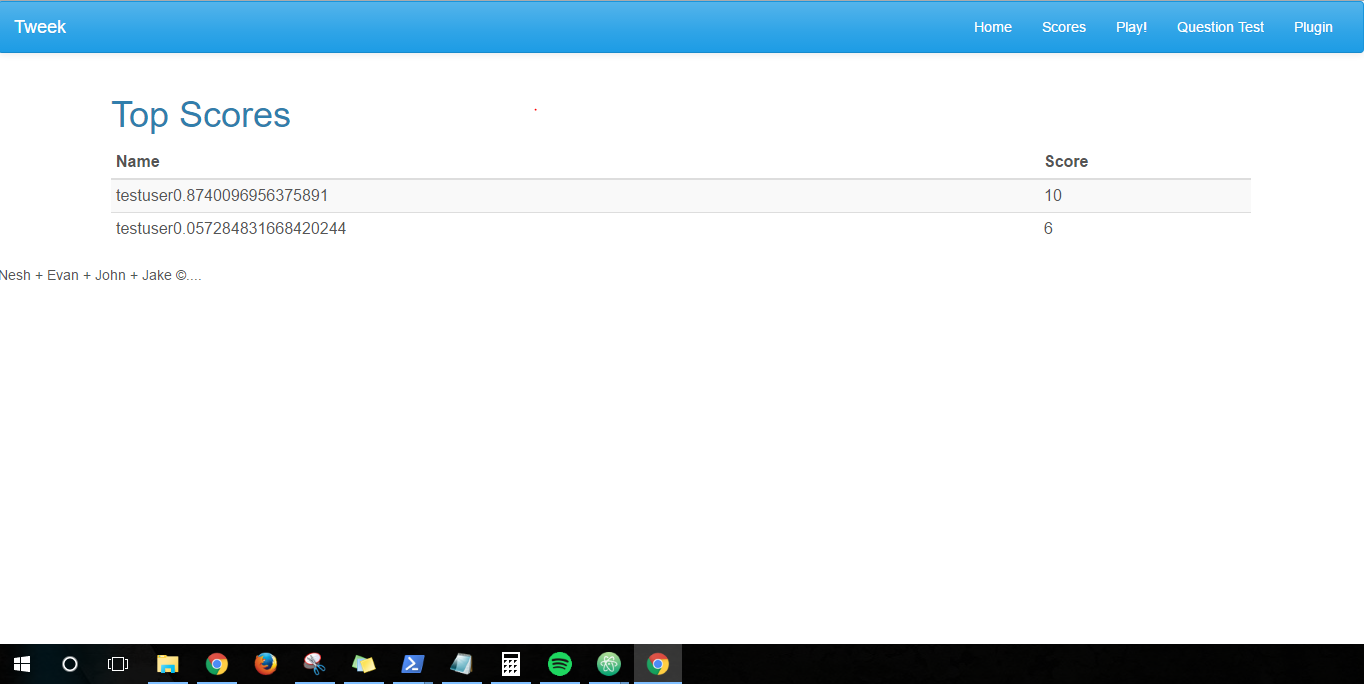 Tweek Home Scores Play! Question Test Plugin
Top Scores
Name Score
testuser0.8740096956375891 10
testuser0.057284831668420244 6
Nesh + Evan + John + Jake ©....